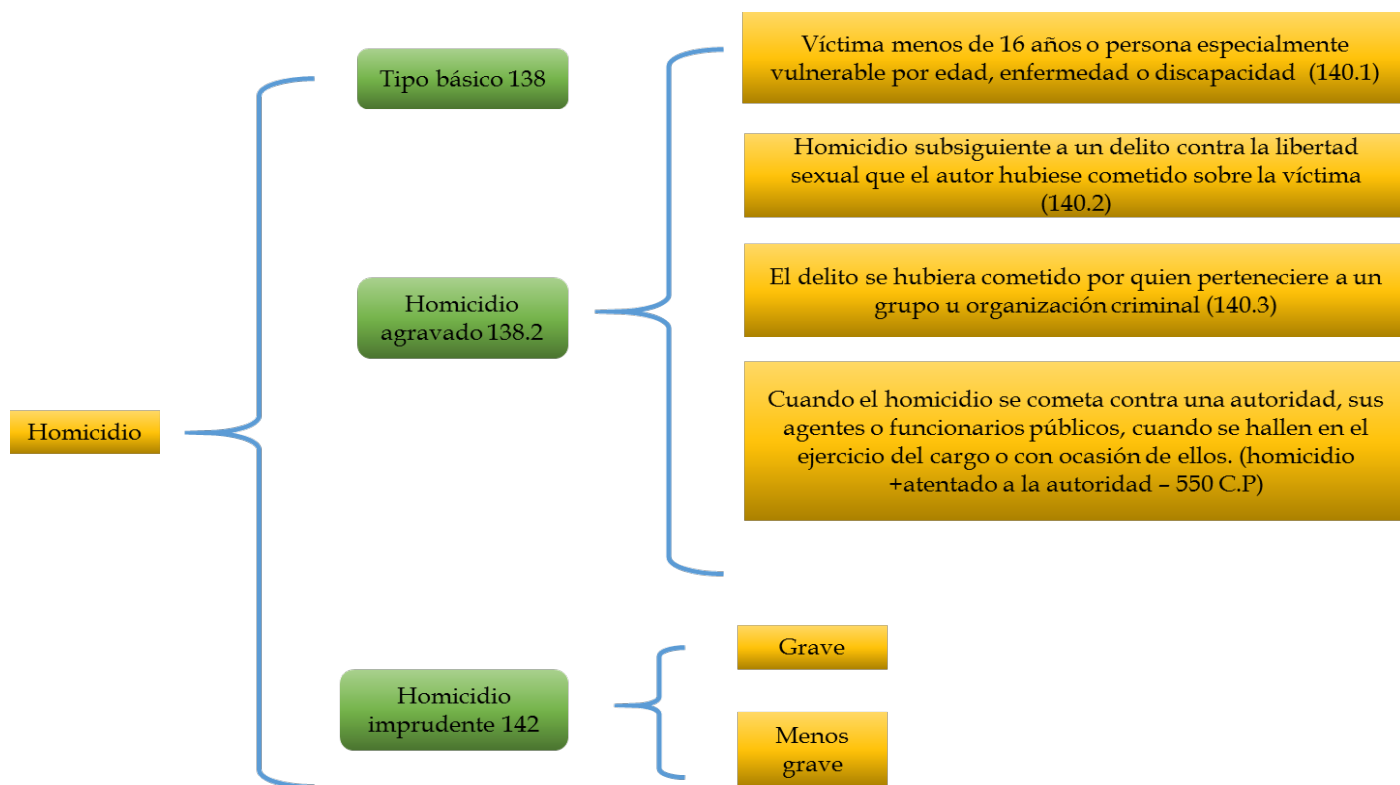 Homicidio
Tipo básico 138
Homicidio
agravado 138.2
Víctima menos de 16 años o persona especialmente
vulnerable por edad, enfermedad o discapacidad (140.1)
Homicidio subsiguiente a un delito contra la libertad
sexual que el autor hubiese cometido sobre la víctima
(140.2)
El delito se hubiera cometido por quien perteneciere a un
grupo u organización criminal (140.3)
Cuando el homicidio se cometa contra una autoridad, sus
agentes o funcionarios públicos, cuando se hallen en el
ejercicio del cargo o con ocasión de ellos. (homicidio
+atentado a la autoridad – 550 C.P)
Homicidio
imprudente 142
Grave
Menos
grave